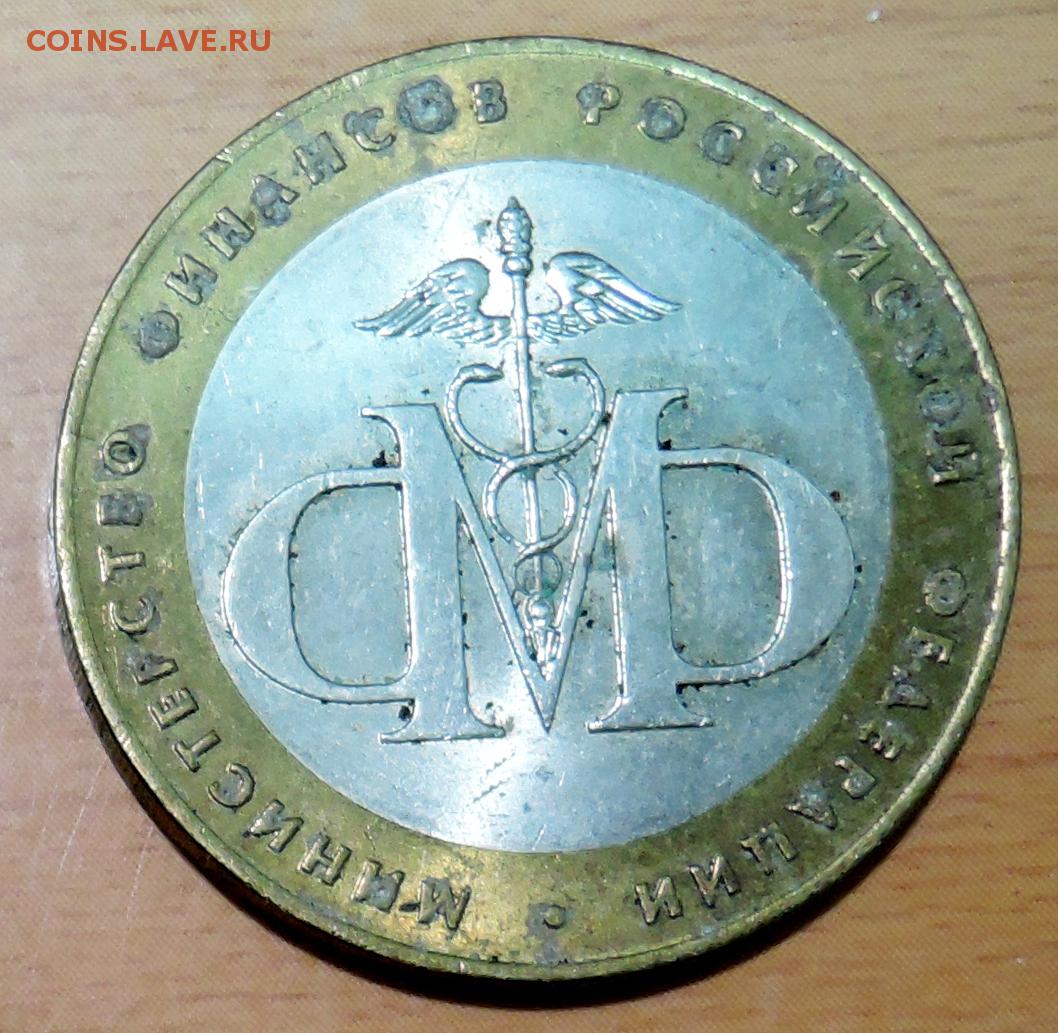 COINS.LAVE.RU
МИНИСТЕРСТВО ФИНАНСОВ РОССИЙСКОЙ ФЕДЕРАЦИИ •
МФ